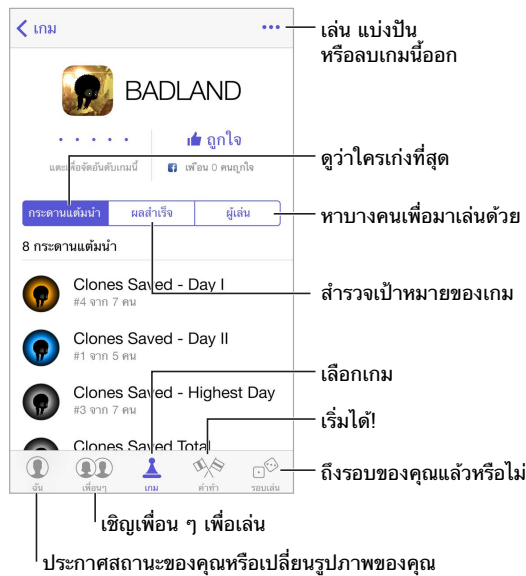 เกม
เล่น แบ่งปัน
หรือลบเกมนี้ออก
BADLAND
ถูกใจ
แตะเพื่อจัดอันดับเกมนี้
เพื่อน 0 คนถูกใจ
ดูว่าใครเก่งที่สุด
กระดานแต้มนำ
ผลสำเร็จ
ผู้เล่น
หาบางคนเพื่อมาเล่นด้วย
8 กระดานแต้มนำ
Clones Saved - Day I
#4 จาก 7 คน
สำรวจเป้าหมายของเกม
Clones Saved - Day II
#1 จาก 5 คน
เลือกเกม
Clones Saved - Highest Day
#3 จาก 7 คน
เริ่มได้!
Clones Saved Total
ฉัน
เพื่อนๆ
เกม
คำท้า
รอบเล่น
ถึงรอบของคุณแล้วหรือไม่
เชิญเพื่อน ๆ เพื่อเล่น
ประกาศสถานะของคุณหรือเปลี่ยนรูปภาพของคุณ